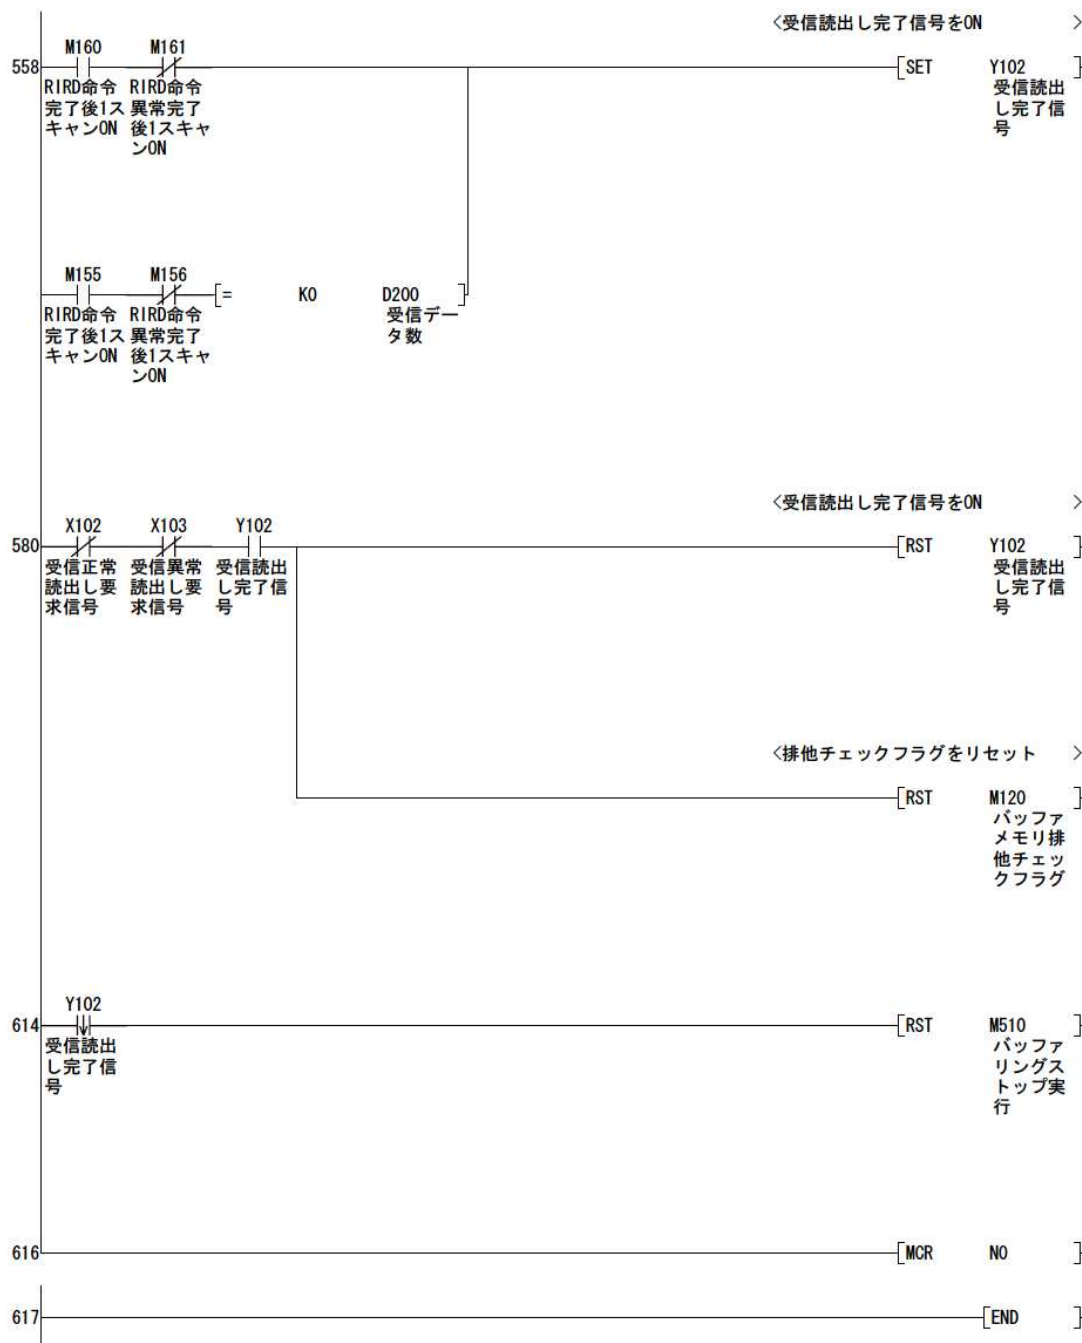 <受信読出し完了信号をON >
M160 M161
558 [SET Y102 ]
RIRD命令 RIRD命令 受信読出
完了後1ス 異常完了 し完了信
キャンON 後1スキャ 号
ンON
M155 M156
[= K0 D200 ]
RIRD命令 RIRD命令 受信デー
完了後1ス 異常完了 タ数
キャンON 後1スキャ
ンON
<受信読出し完了信号をON >
X102 X103 Y102
580 [RST Y102 ]
受信正常 受信異常 受信読出 受信読出
読出し要 読出し要 し完了信 し完了信
求信号 求信号 号 号
<排他チェックフラグをリセット >
[RST M120 ]
バッファ
メモリ排
他チェッ
クフラグ
Y102
614 [RST M510 ]
受信読出 バッファ
し完了信 リングス
号 トップ実
行
616 [MCR N0 ]
617 [END ]